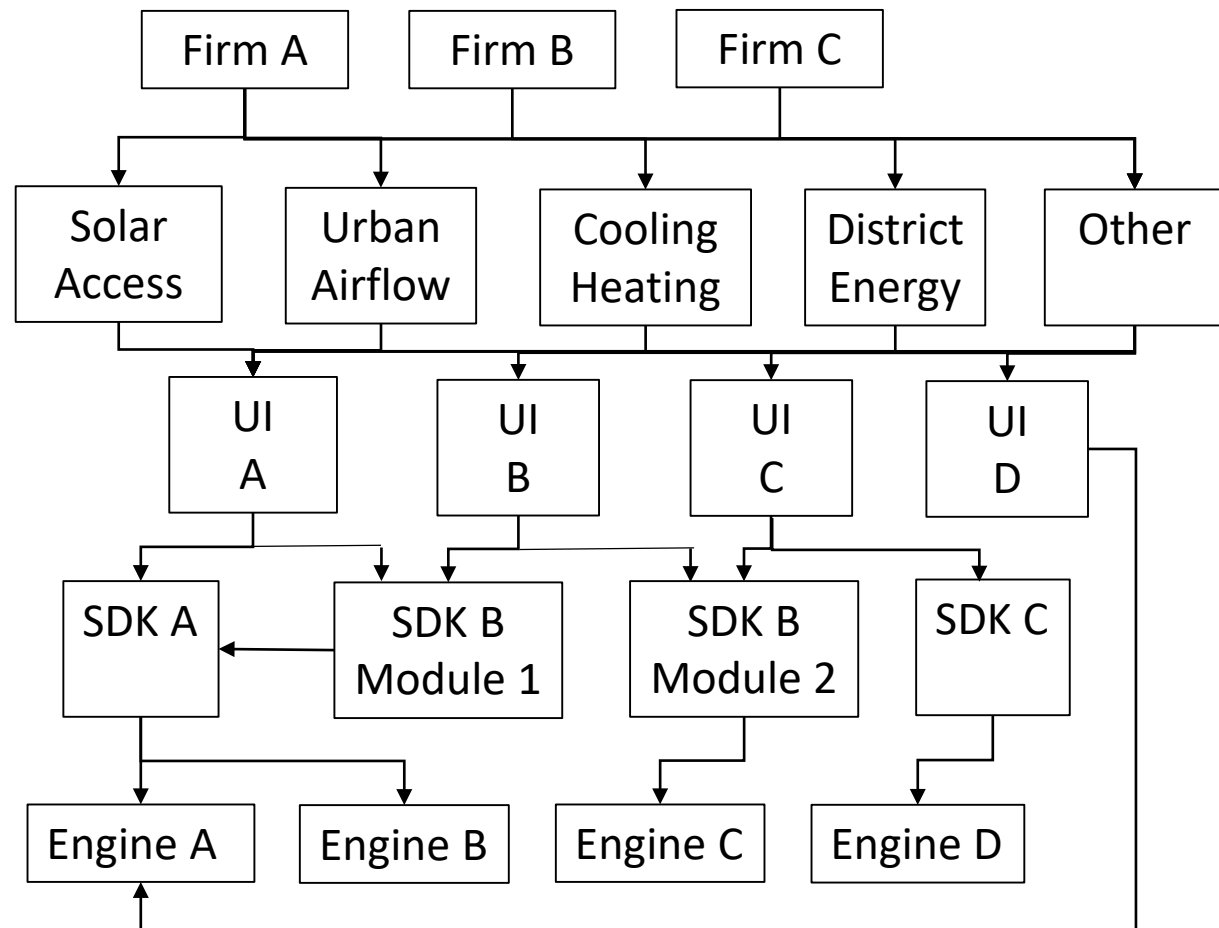 Firm A
Firm B
Firm C
Solar
Access
Urban
Airflow
Cooling
Heating
District
Energy
Other
UI
A
UI
B
UI
C
UI
D
SDK A
SDK B
Module 1
SDK B
Module 2
SDK C
Engine A
Engine B
Engine C
Engine D